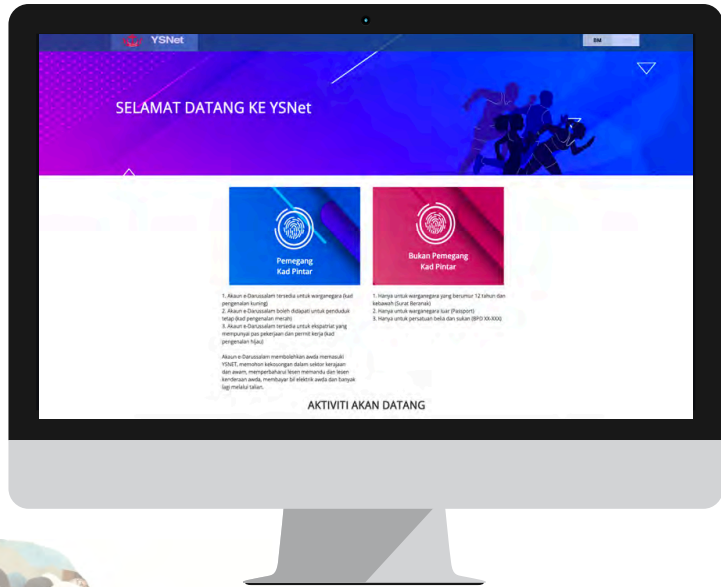 YSNet
BM
SELAMAT DATANG KE YSNet
Pemegang
Kad Pintar
1. Akaun e-Darussalam tersedia untuk warganegara (kad
pengenalan kuning)
2. Akaun e-Darussalam boleh didapati untuk penduduk
tetap (kad pengenalan merah)
3. Akaun e-Darussalam tersedia untuk ekspatriat yang
mempunyai pas pekerjaan dan permit kerja (kad
pengenalan hijau)
Akaun e-Darussalam membolehkan awda memasuki
YSNET, memohon kekosongan dalam sektor kerajaan
dan awam, memperbaharui lesen memandu dan lesen
kenderaan awda, membayar bil elektrik awda dan banyak
lagi melalui talian.
Bukan Pemegang
Kad Pintar
1. Hanya untuk warganegara yang berumur 12 tahun dan
kebawah (Surat Beranak)
2. Hanya untuk warganegara luar (Passport)
3. Hanya untuk persatuan belia dan sukan (BFD XX-XXX)
AKTIVITI AKAN DATANG